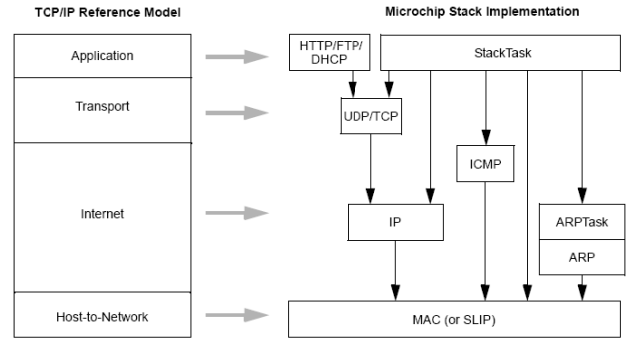 TCP/IP Reference Model
Microchip Stack Implementation
Application
HTTP/FTP/
DHCP
StackTask
Transport
UDP/TCP
ICMP
Internet
IP
ARPTask
ARP
Host-to-Network
MAC (or SLIP)